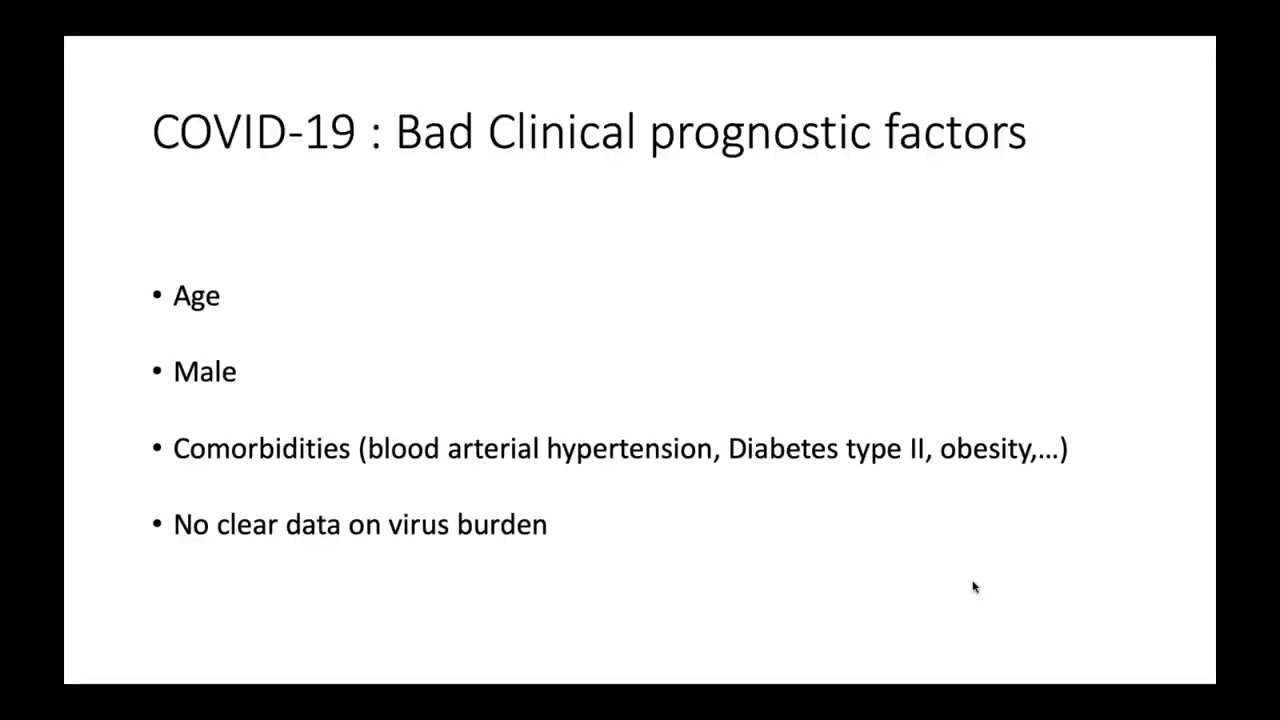 COVID-19 : Bad Clinical prognostic factors
• Age
• Male
• Comorbidities (blood arterial hypertension, Diabetes type II, obesity,...)
• No clear data on virus burden